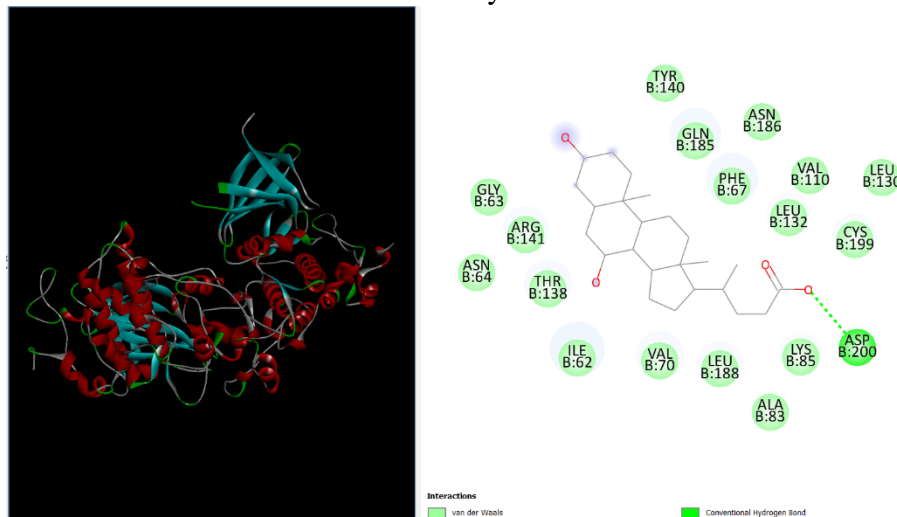 y
TYR
B:140
ASN
B:186
GLN
B:185
O
PHE
B:67
VAL
B:110
LEU
B:130
GLY
B:63
LEU
B:132
ARG
B:141
CYS
B:199
ASN
B:64
THR
B:138
O
O
O
ILE
B:62
VAL
B:70
LEU
B:188
LYS
B:85
ASP
B:200
ALA
B:83
Interactions
van der Waals
Conventional Hydrogen Bond